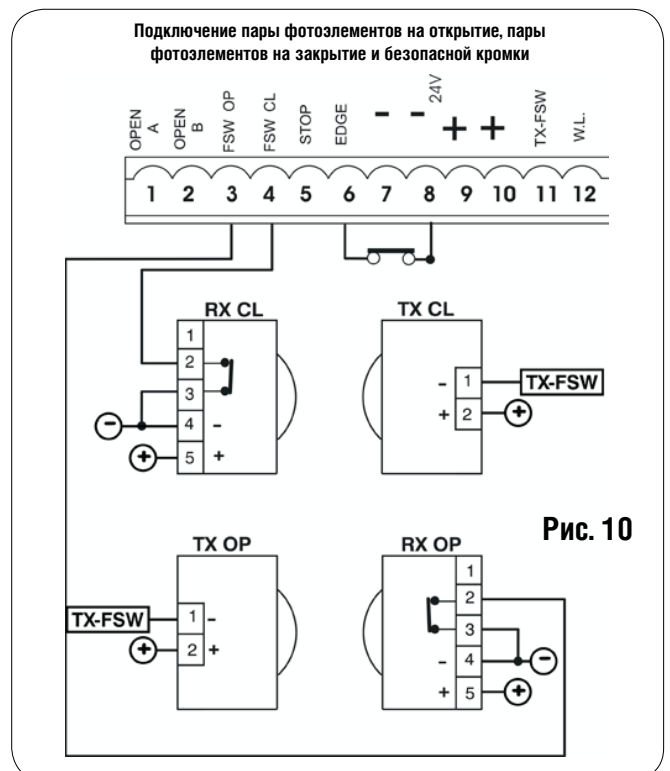 Подключение пары фотоэлементов на открытие, пары
фотоэлементов на закрытие и безопасной кромки
OPEN A
OPEN B
FSW OP
FSW CL
STOP
EDGE
- - 24V
+ +
TX-FSW
W.L.
1 2 3 4 5 6 7 8 9 10 11 12
RX CL
1
2
3
4 -
5 +
-
+
TX CL
- 1 TX-FSW
+ 2 +
Рис. 10
TX OP
TX-FSW 1 -
+ 2 +
RX OP
1
2
3
- 4 -
+ 5 +